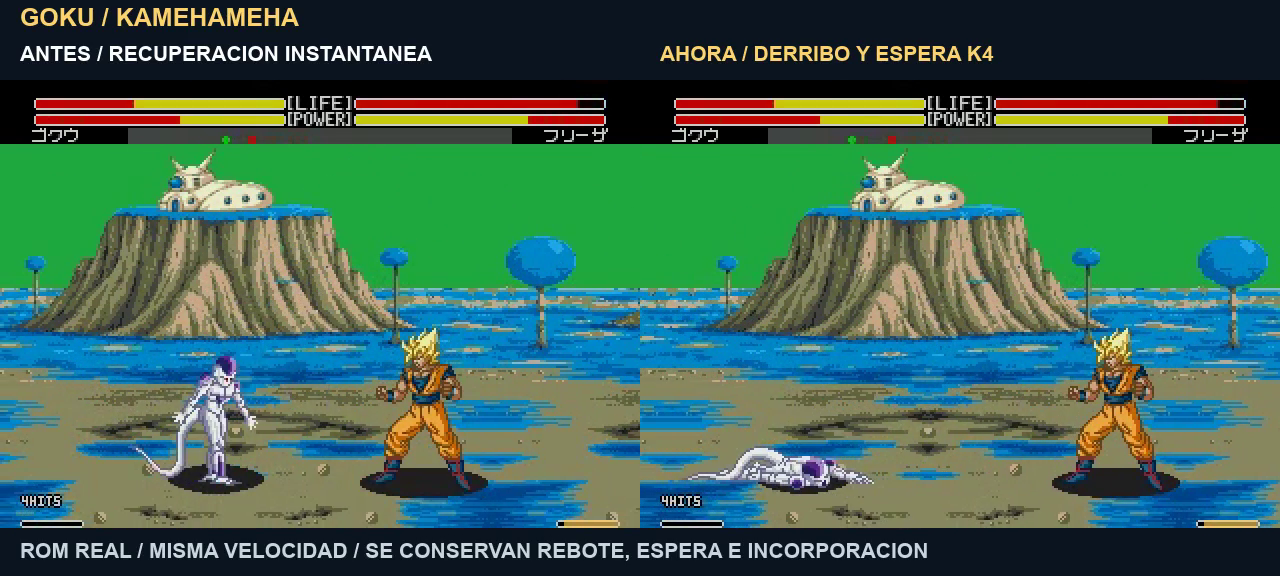 GOKU / KAMEHAMEHA
ANTES / RECUPERACION INSTANTANEA
AHORA / DERRIBO Y ESPERA K4
[LIFE]
[POWER]
ゴクウ
フリーザ
[LIFE]
[POWER]
ゴクウ
フリーザ
4HITS
4HITS
ROM REAL / MISMA VELOCIDAD / SE CONSERVAN REBOTE, ESPERA E INCORPORACION